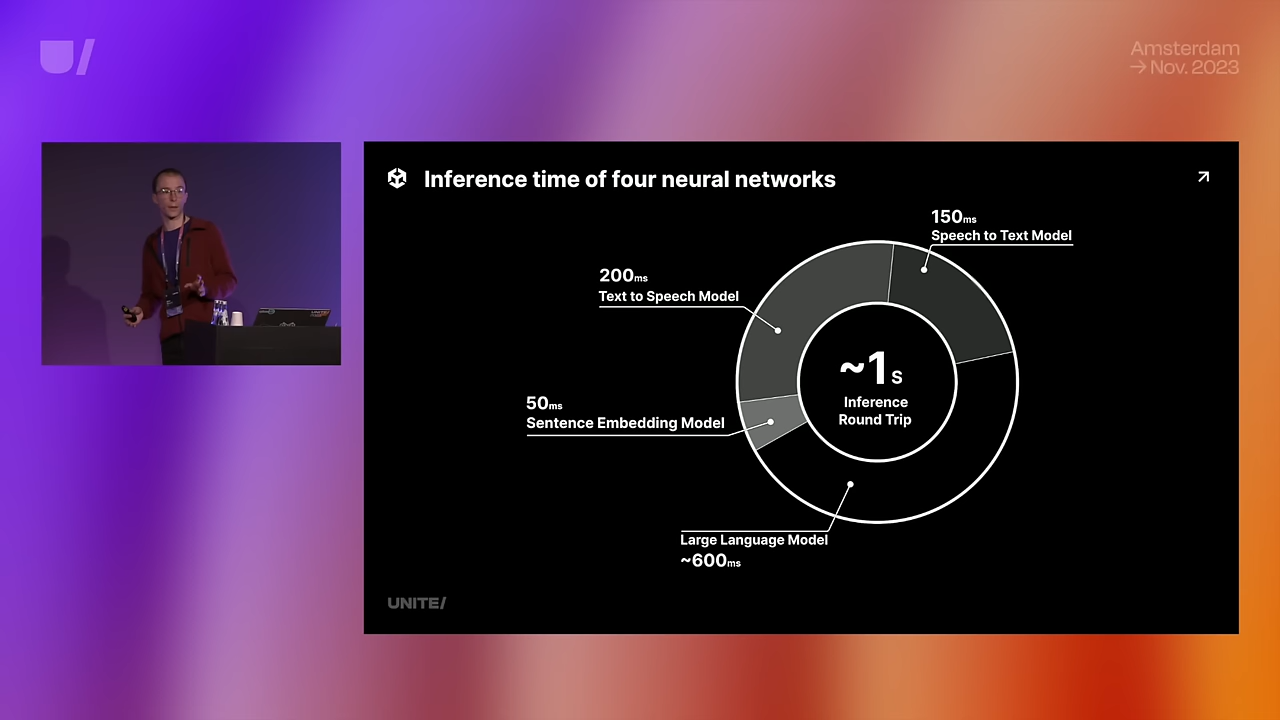 Amsterdam
→ Nov. 2023
Inference time of four neural networks
150ms
Speech to Text Model
200ms
Text to Speech Model
50ms
Sentence Embedding Model
~1s
Inference
Round Trip
Large Language Model
~600ms
UNITE/